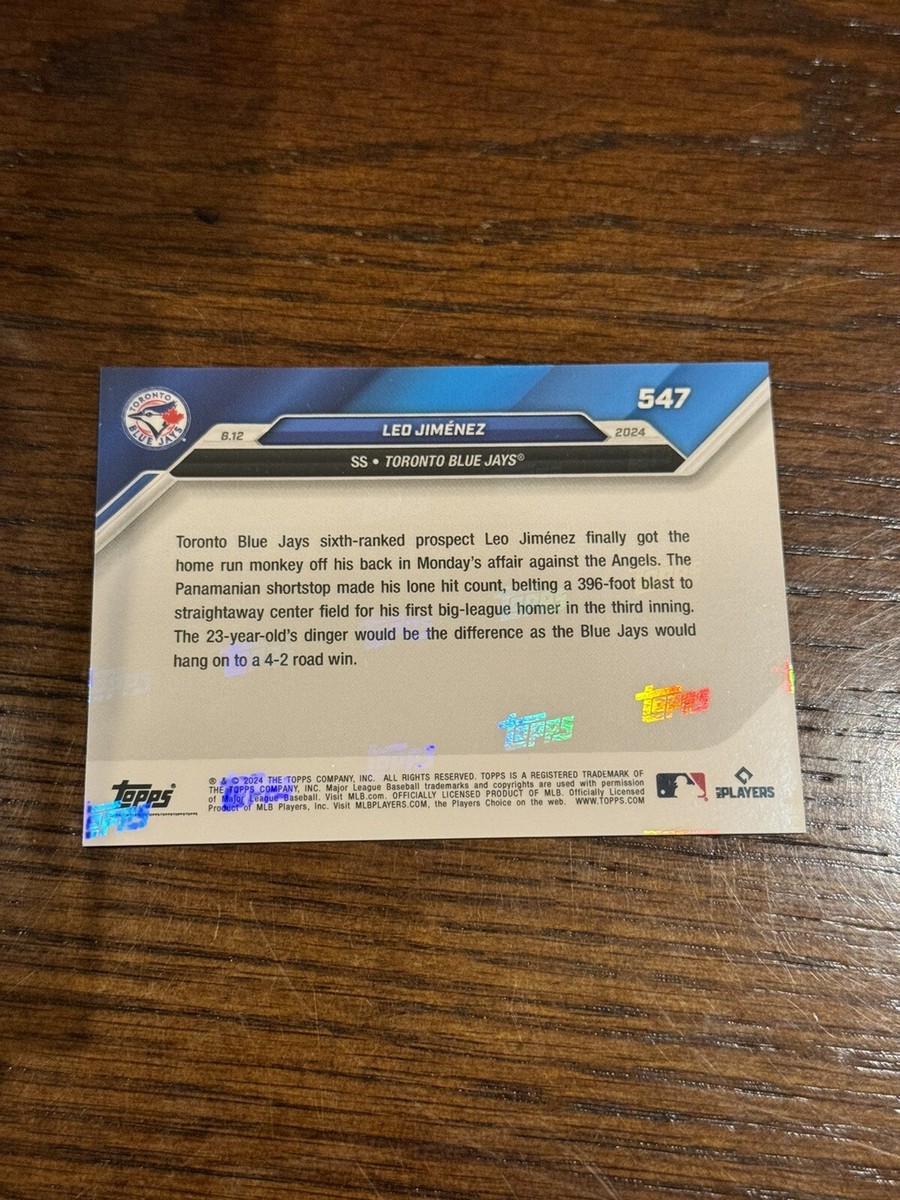 TORONTO
BLUE JAYS
547
8.12
LEO JIMÉNEZ
2024
SS • TORONTO BLUE JAYS®
Toronto Blue Jays sixth-ranked prospect Leo Jiménez finally got the
home run monkey off his back in Monday's affair against the Angels. The
Panamanian shortstop made his lone hit count, belting a 396-foot blast to
straightaway center field for his first big-league homer in the third inning.
The 23-year-old's dinger would be the difference as the Blue Jays would
hang on to a 4-2 road win.
topps
topps
topps
topps
® & © 2024 THE TOPPS COMPANY, INC. ALL RIGHTS RESERVED. TOPPS IS A REGISTERED TRADEMARK OF
THE TOPPS COMPANY, INC. Major League Baseball trademarks and copyrights are used with permission
of Major League Baseball. Visit MLB.com. OFFICIALLY LICENSED PRODUCT OF MLB. Officially Licensed
Product of MLB Players, Inc. Visit MLBPLAYERS.COM, the Players Choice on the web. WWW.TOPPS.COM
PLAYERS